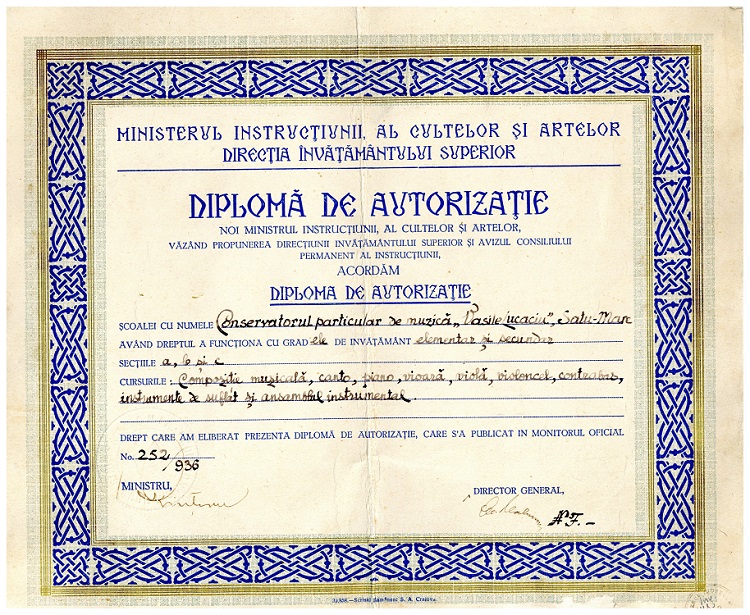 MINISTERUL INSTRUCȚIUNII, AL CULTELOR ȘI ARTELOR
DIRECȚIA ÎNVĂȚĂMÂNTULUI SUPERIOR
DIPLOMĂ DE AUTORIZAȚIE
NOI MINISTRUL INSTRUCȚIUNII, AL CULTELOR ȘI ARTELOR,
VĂZÂND PROPUNEREA DIRECȚIUNII INVĂȚĂMÂNTULUI SUPERIOR ȘI AVIZUL CONSILIULUI
PERMANENT AL INSTRUCȚIUNII,
ACORDĂM
DIPLOMA DE AUTORIZAȚIE
ȘCOALEI CU NUMELE Conservatorul particular de muzică „Vasile Lucaciu”, Satu-Mare
AVÂND DREPTUL A FUNCȚIONA CU GRADele DE INVĂȚĂMÂNT elementar și secundar
SECȚIILE a, b și c
CURSURILE: Compoziție muzicală, canto, piano, vioară, violă, violoncel, contrabas,
instrumente de suflat și ansamblul instrumental.
DREPT CARE AM ELIBERAT PREZENTA DIPLOMĂ DE AUTORIZAȚIE, CARE S'A PUBLICAT IN MONITORUL OFICIAL
No. 252/936
MINISTRU,
DIRECTOR GENERAL,